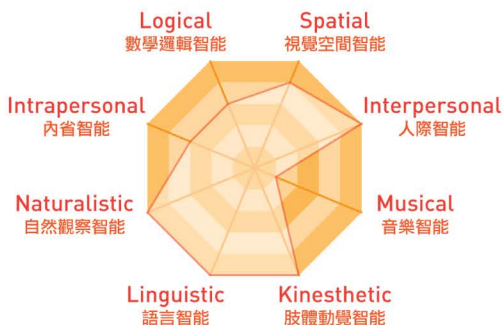 Logical
數學邏輯智能
Spatial
視覺空間智能
Intrapersonal
內省智能
Interpersonal
人際智能
Naturalistic
自然觀察智能
Musical
音樂智能
Linguistic
語言智能
Kinesthetic
肢體動覺智能